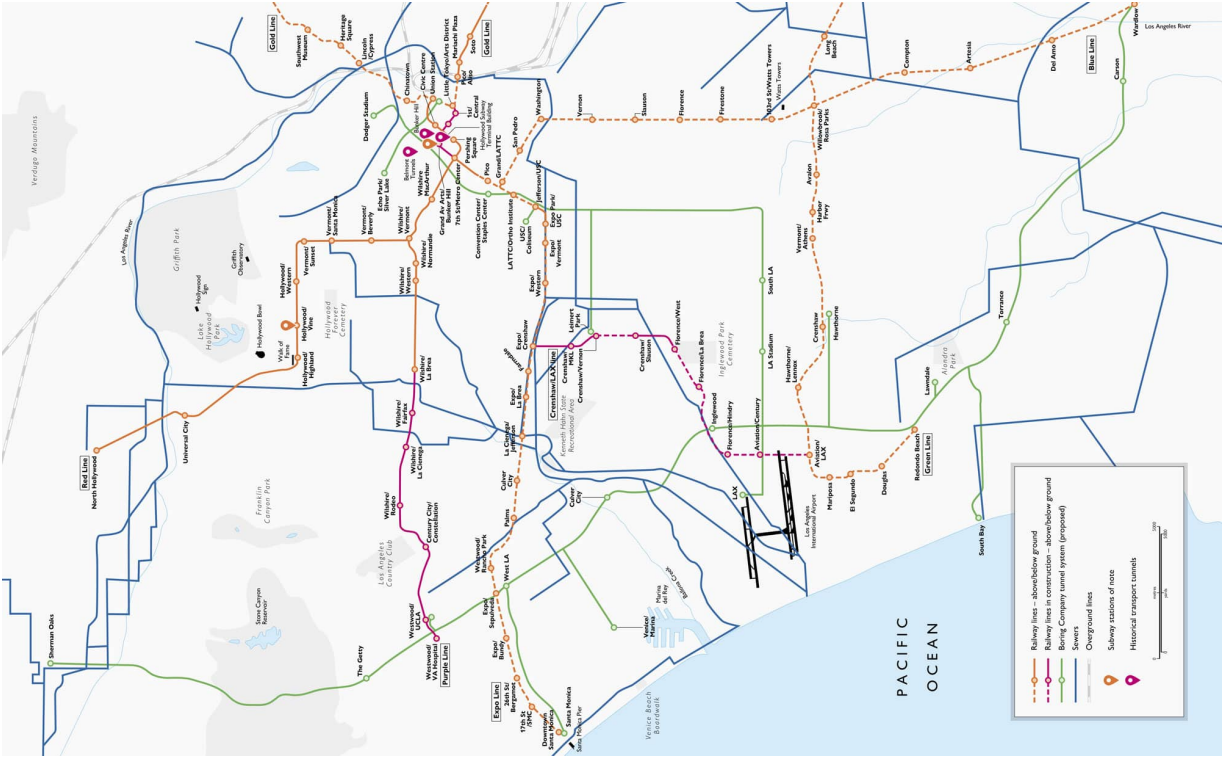 Verdugo Mountains
Los Angeles River
Griffith Park
Griffith
Observatory
Hollywood
Sign
Lake
Hollywood
Park
Hollywood Bowl
Hollywood
Forever
Cemetery
Walk of
Fame
Franklin
Canyon Park
Stone Canyon
Reservoir
Los Angeles
Country Club
Red Line
North Hollywood
Universal City
Hollywood/
Highland
Hollywood/
Vine
Hollywood/
Western
Vermont/
Sunset
Vermont/
Santa Monica
Vermont/
Beverly
Wilshire/
Vermont
Wilshire/
Normandie
Wilshire/
Western
Wilshire/
La Brea
Wilshire/
Fairfax
Wilshire/
La Cienega
Wilshire/
Rodeo
Century City/
Constellation
Westwood/
UCLA
Westwood/
VA Hospital
Purple Line
Sherman Oaks
The Getty
Gold Line
Southwest
Museum
Heritage
Square
Lincoln
/Cypress
Chinatown
Civic Centre
Union Station
Little Tokyo/Arts District
Pico/
Aliso
Mariachi Plaza
Soto
Gold Line
Dodger Stadium
Bunker Hill
1st/
Central
Hollywood Subway
Terminal Building
Pershing
Square
Belmont
Tunnels
Echo Park/
Silver Lake
Wilshire
MacArthur
Grand Av Arts/
Bunker Hill
7th St/Metro Center
Pico
Grand/LATTC
San Pedro
Washington
Convention Center/
Staples Center
LATTC/Ortho Institute
Jefferson/USC
USC/
Coliseum
Expo Park/
USC
Expo/
Vermont
Expo/
Western
Expo/
Crenshaw
Expo/
La Brea
La Cienega/
Jefferson
Culver
City
Palms
Westwood/
Rancho Park
Expo/
Sepulveda
Expo/
Bundy
26th St/
Bergamot
17th St
/SMC
Downtown
Santa Monica
Expo Line
Santa Monica
Santa Monica Pier
West LA
Vernon
Slauson
Florence
Firestone
103rd St/Watts Towers
Watts Towers
Willowbrook/
Rosa Parks
Compton
Artesia
Del Amo
Wardlow
Blue Line
Los Angeles River
Long
Beach
Avalon
Harbor
Frwy
Vermont/
Athens
Crenshaw
Hawthorne
Hawthorne/
Lennox
Aviation/
LAX
Mariposa
El Segundo
Douglas
Redondo Beach
Green Line
Crenshaw/LAX Line
Crenshaw/
MKL
Leimert
Park
Crenshaw/Vernon
Crenshaw/
Slauson
Florence/West
Florence/La Brea
Inglewood Park
Cemetery
Inglewood
Florence/Hindry
Aviation/Century
South LA
LA Stadium
Kenneth Hahn State
Recreational Area
Culver
City
LAX
Los Angeles
International Airport
Venice/
Marina
Marina
del Ray
Ballona Creek
Venice Beach
Boardwalk
Carson
Torrance
Alondra
Park
Lawndale
South Bay
PACIFIC
OCEAN
Railway lines – above/below ground
Railway lines in construction – above/below ground
Boring Company tunnel system (proposed)
Sewers
Overground lines
Subway stations of note
Historical transport tunnels